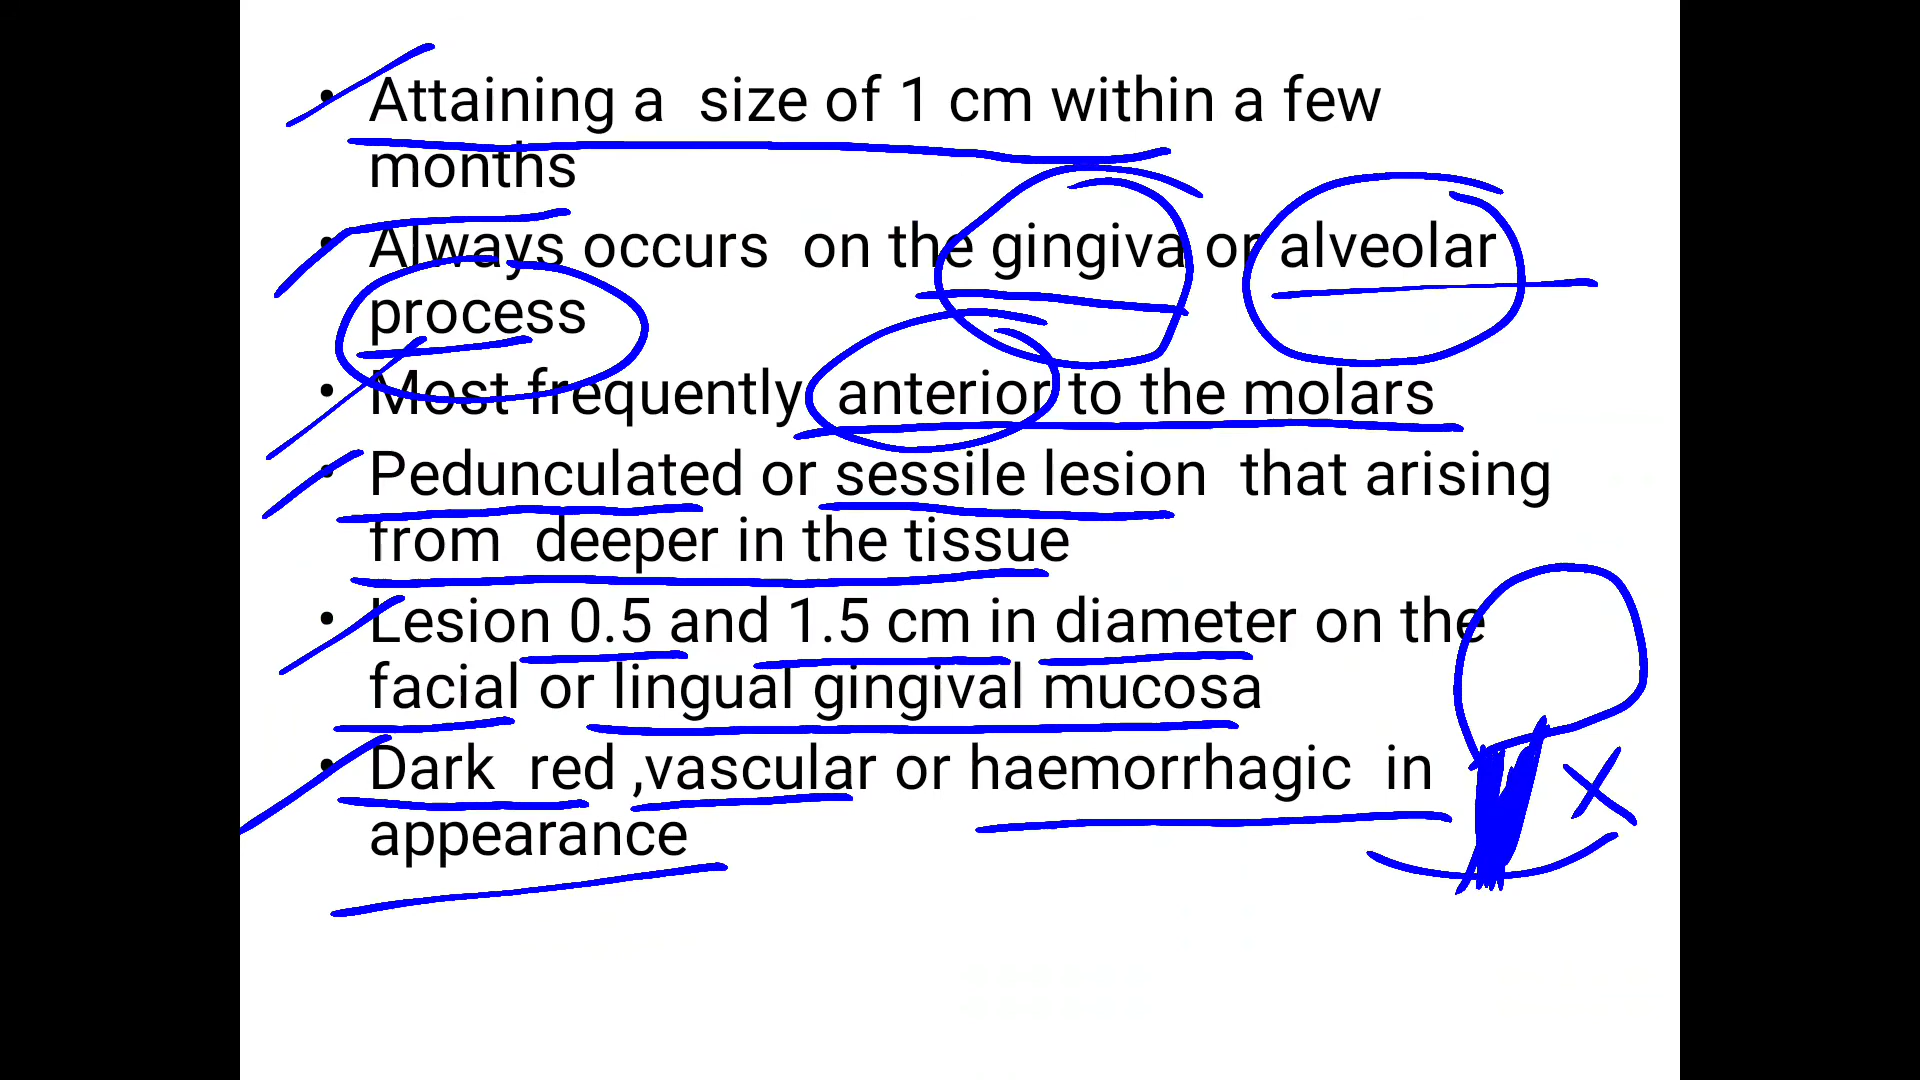 • Attaining a size of 1 cm within a few
months
• Always occurs on the gingiva or alveolar
process
• Most frequently anterior to the molars
• Pedunculated or sessile lesion that arising
from deeper in the tissue
• Lesion 0.5 and 1.5 cm in diameter on the
facial or lingual gingival mucosa
• Dark red ,vascular or haemorrhagic in
appearance